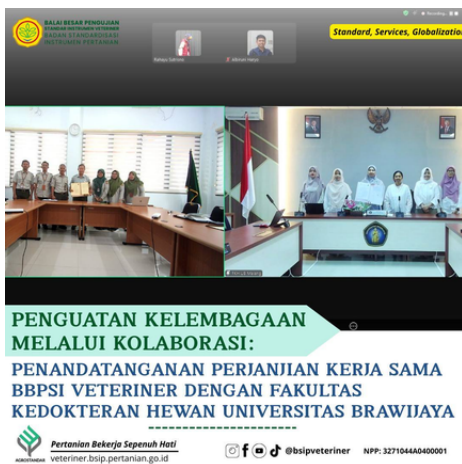 BALAI BESAR PENGUJIAN
STANDAR INSTRUMEN VETERINER
BADAN STANDARDISASI
INSTRUMEN PERTANIAN
Recording
Standard, Services, Globalization
PENGUATAN KELEMBAGAAN
MELALUI KOLABORASI:
PENANDATANGANAN PERJANJIAN KERJA SAMA
BBPSI VETERINER DENGAN FAKULTAS
KEDOKTERAN HEWAN UNIVERSITAS BRAWIJAYA
Pertanian Bekerja Sepenuh Hati
AGROSTANDAR
veteriner.bsip.pertanian.go.id
@bsipveteriner
NPP: 3271044A0400001